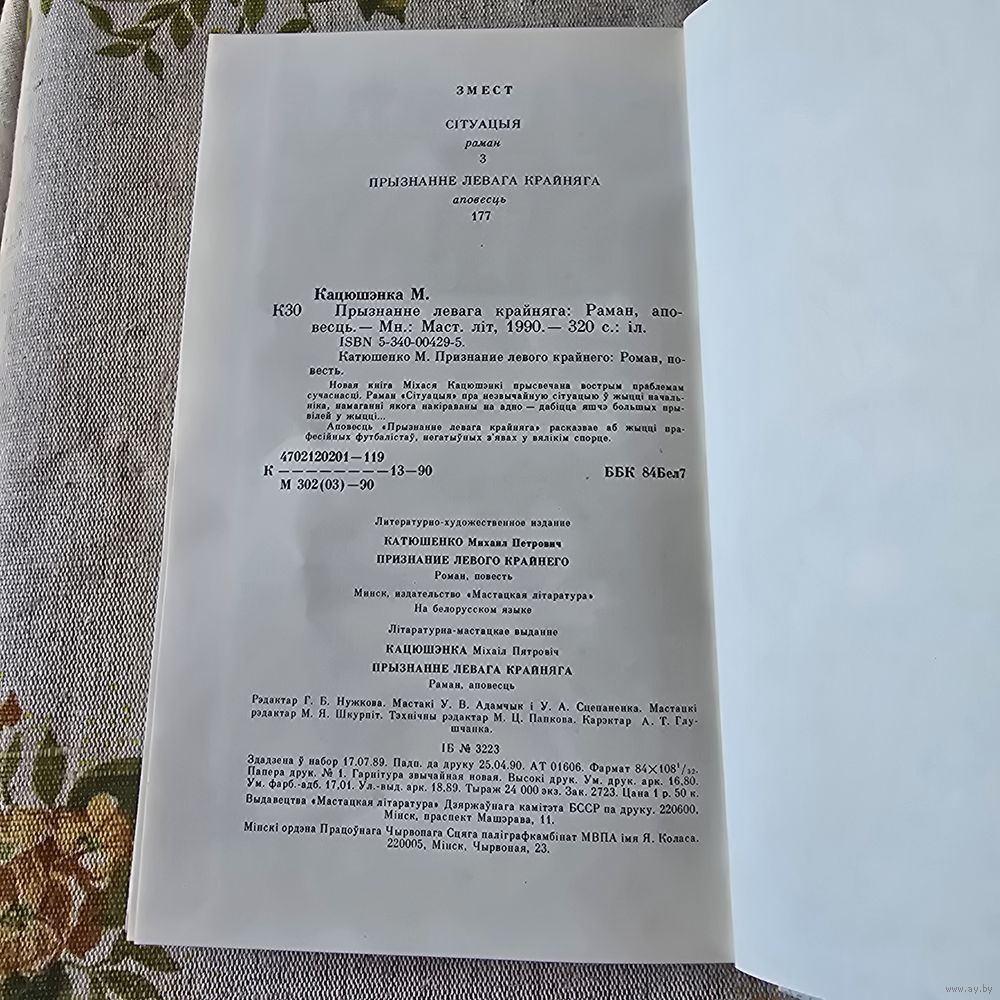 ЗМЕСТ
СІТУАЦЫЯ
раман
3
ПРЫЗНАННЕ ЛЕВАГА КРАЙНЯГА
аповесць
177
Кацюшэнка М.
К30 Прызнанне левага крайняга: Раман, апо-
весць.— Мн.: Маст. літ, 1990.— 320 с.: іл.
ISBN 5-340-00429-5.
Катюшенко М. Признание левого крайнего: Роман, по-
весть.
Новая кніга Міхася Кацюшэнкі прысвечана вострым праблемам
сучаснасці. Раман «Сітуацыя» пра незвычайную сітуацыю ў жыцці началь-
ніка, намаганні якога накіраваны на адно — дабіцца яшчэ большых пры-
вілей у жыцці...
Аповесць «Прызнанне левага крайняга» расказвае аб жыцці пра-
фесійных футбалістаў, негатыўных з'явах у вялікім спорце.
4702120201—119
К — — — — — — — — 13—90
М 302(03)—90
ББК 84Бел7
Литературно-художественное издание
КАТЮШЕНКО Михаил Петрович
ПРИЗНАНИЕ ЛЕВОГО КРАЙНЕГО
Роман, повесть
Минск, издательство «Мастацкая літаратура»
На белорусском языке
Літаратурна-мастацкае выданне
КАЦЮШЭНКА Міхаіл Пятровіч
ПРЫЗНАННЕ ЛЕВАГА КРАЙНЯГА
Раман, аповесць
Рэдактар Г. Б. Нужкова. Мастакі У. В. Адамчык і У. А. Сцепаненка. Мастацкі
рэдактар М. Я. Шкурпіт. Тэхнічны рэдактар М. Ц. Папкова. Карэктар А. Т. Глу-
шчанка.
ІБ № 3223
Здадзена ў набор 17.07.89. Падп. да друку 25.04.90. АТ 01606. Фармат 84×108¹/₃₂.
Папера друк. № 1. Гарнітура звычайная новая. Высокі друк. Ум. друк. арк. 16,80.
Ум. фарб.-адб. 17,01. Ул.-выд. арк. 18,89. Тыраж 24 000 экз. Зак. 2723. Цана 1 р. 50 к.
Выдавецтва «Мастацкая літаратура» Дзяржаўнага камітэта БССР па друку. 220600,
Мінск, праспект Машэрава, 11.
Мінскі ордэна Працоўнага Чырвонага Сцяга паліграфкамбінат МВПА імя Я. Коласа.
220005, Мінск, Чырвоная, 23.
www.ay.by